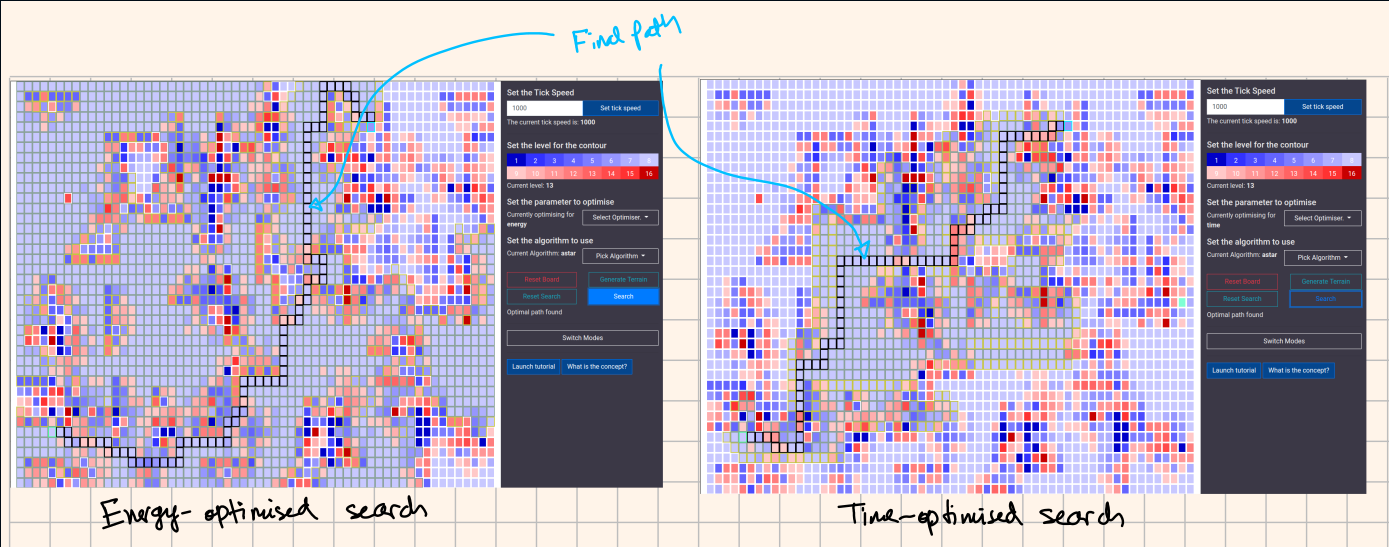 Final path
Set the Tick Speed
1000
Set tick speed
The current tick speed is: 1000
Set the level for the contour
1 2 3 4 5 6 7 8
9 10 11 12 13 14 15 16
Current level: 13
Set the parameter to optimise
Currently optimising for energy
Select Optimiser.
Set the algorithm to use
Current Algorithm: astar
Pick Algorithm
Reset Board
Generate Terrain
Reset Search
Search
Optimal path found
Switch Modes
Launch tutorial
What is the concept?
Energy-optimised search
Set the Tick Speed
1000
Set tick speed
The current tick speed is: 1000
Set the level for the contour
1 2 3 4 5 6 7 8
9 10 11 12 13 14 15 16
Current level: 13
Set the parameter to optimise
Currently optimising for time
Select Optimiser.
Set the algorithm to use
Current Algorithm: astar
Pick Algorithm
Reset Board
Generate Terrain
Reset Search
Search
Optimal path found
Switch Modes
Launch tutorial
What is the concept?
Time-optimised search